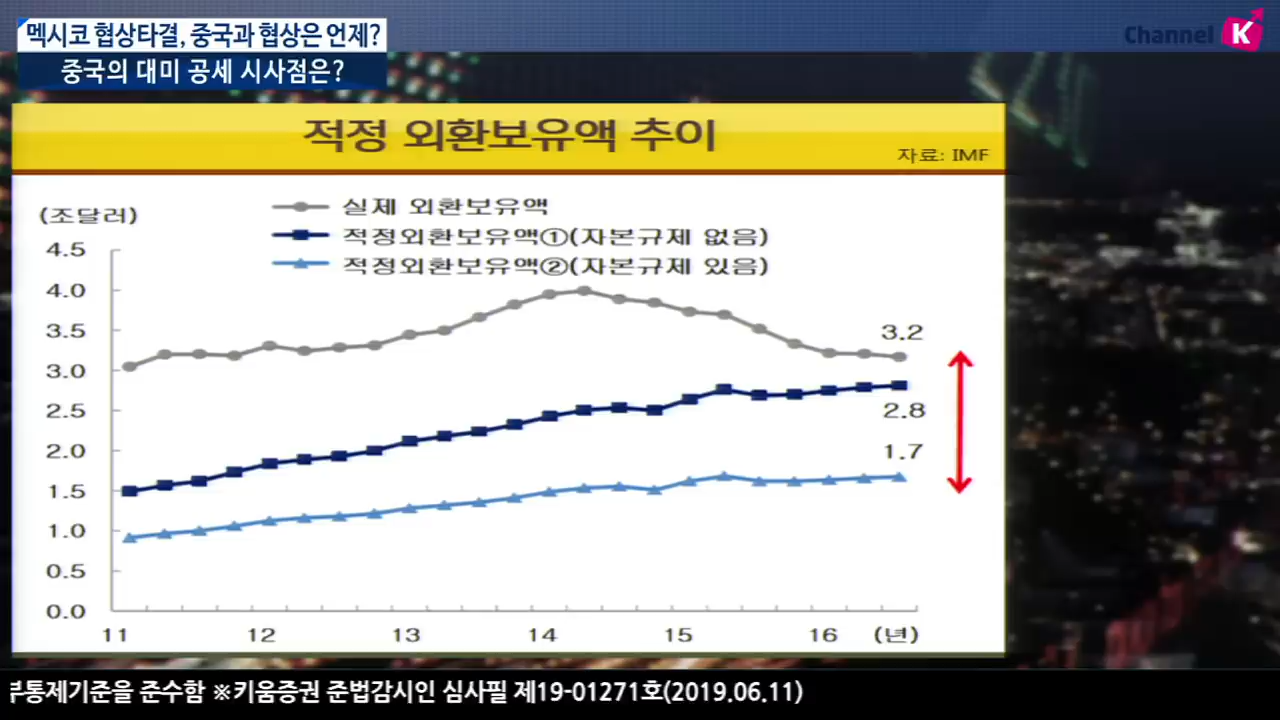 멕시코 협상타결, 중국과 협상은 언제?
중국의 대미 공세 시사점은?
Channel K
적정 외환보유액 추이
자료: IMF
(조달러)
실제 외환보유액
적정외환보유액①(자본규제 없음)
적정외환보유액②(자본규제 있음)
4.5
4.0
3.5
3.0
2.5
2.0
1.5
1.0
0.5
0.0
3.2
2.8
1.7
11 12 13 14 15 16 (년)
통제기준을 준수함 ※키움증권 준법감시인 심사필 제19-01271호(2019.06.11)